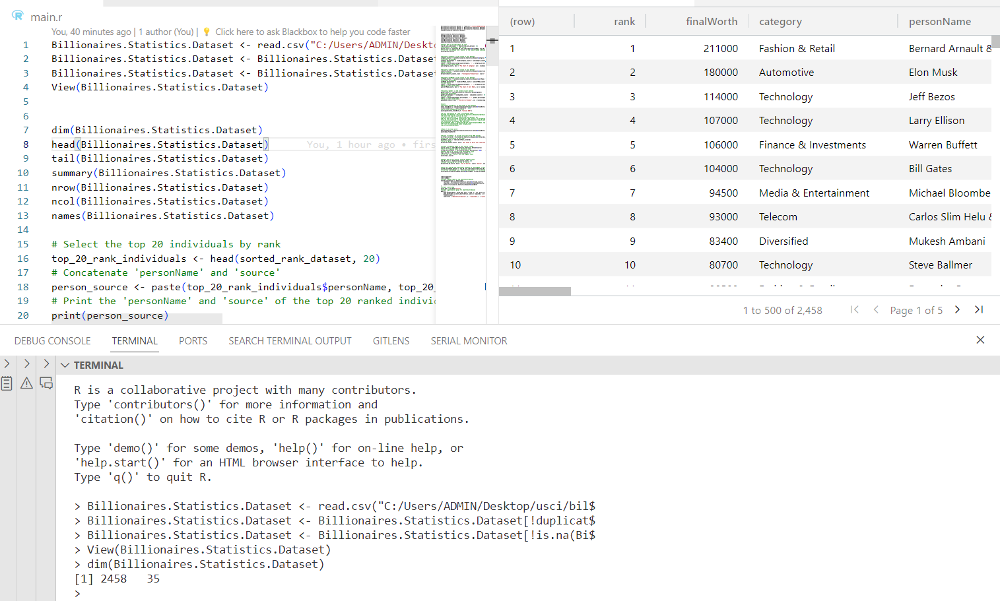 main.r
You, 40 minutes ago | 1 author (You) | Click here to ask Blackbox to help you code faster
1 Billionaires.Statistics.Dataset <- read.csv("C:/Users/ADMIN/Deskt
2 Billionaires.Statistics.Dataset <- Billionaires.Statistics.Datase
3 Billionaires.Statistics.Dataset <- Billionaires.Statistics.Datase
4 View(Billionaires.Statistics.Dataset)
5
6
7 dim(Billionaires.Statistics.Dataset)
8 head(Billionaires.Statistics.Dataset) You, 1 hour ago • firs
9 tail(Billionaires.Statistics.Dataset)
10 summary(Billionaires.Statistics.Dataset)
11 nrow(Billionaires.Statistics.Dataset)
12 ncol(Billionaires.Statistics.Dataset)
13 names(Billionaires.Statistics.Dataset)
14
15 # Select the top 20 individuals by rank
16 top_20_rank_individuals <- head(sorted_rank_dataset, 20)
17 # Concatenate 'personName' and 'source'
18 person_source <- paste(top_20_rank_individuals$personName, top_20_
19 # Print the 'personName' and 'source' of the top 20 ranked indivi
20 print(person_source)
(row) rank finalWorth category personName
1 1 211000 Fashion & Retail Bernard Arnault &
2 2 180000 Automotive Elon Musk
3 3 114000 Technology Jeff Bezos
4 4 107000 Technology Larry Ellison
5 5 106000 Finance & Investments Warren Buffett
6 6 104000 Technology Bill Gates
7 7 94500 Media & Entertainment Michael Bloombe
8 8 93000 Telecom Carlos Slim Helu &
9 9 83400 Diversified Mukesh Ambani
10 10 80700 Technology Steve Ballmer
1 to 500 of 2,458 Page 1 of 5
DEBUG CONSOLE TERMINAL PORTS SEARCH TERMINAL OUTPUT GITLENS SERIAL MONITOR
TERMINAL
R is a collaborative project with many contributors.
Type 'contributors()' for more information and
'citation()' on how to cite R or R packages in publications.
Type 'demo()' for some demos, 'help()' for on-line help, or
'help.start()' for an HTML browser interface to help.
Type 'q()' to quit R.
> Billionaires.Statistics.Dataset <- read.csv("C:/Users/ADMIN/Desktop/usci/bil$
> Billionaires.Statistics.Dataset <- Billionaires.Statistics.Dataset[!duplicat$
> Billionaires.Statistics.Dataset <- Billionaires.Statistics.Dataset[!is.na(Bi$
> View(Billionaires.Statistics.Dataset)
> dim(Billionaires.Statistics.Dataset)
[1] 2458 35
>